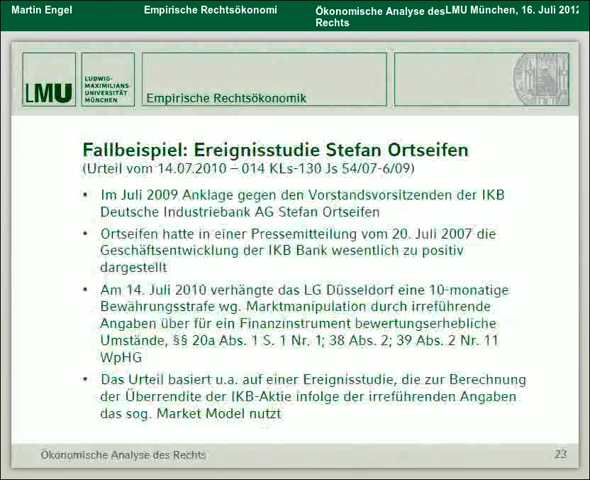 Martin Engel
Empirische Rechtsökonomi
Ökonomische Analyse des
Rechts
LMU München, 16. Juli 2012
LMU
LUDWIG-
MAXIMILIANS-
UNIVERSITÄT
MÜNCHEN
Empirische Rechtsökonomik
Fallbeispiel: Ereignisstudie Stefan Ortseifen
(Urteil vom 14.07.2010 – 014 KLs-130 Js 54/07-6/09)
• Im Juli 2009 Anklage gegen den Vorstandsvorsitzenden der IKB
Deutsche Industriebank AG Stefan Ortseifen
• Ortseifen hatte in einer Pressemitteilung vom 20. Juli 2007 die
Geschäftsentwicklung der IKB Bank wesentlich zu positiv
dargestellt
• Am 14. Juli 2010 verhängte das LG Düsseldorf eine 10-monatige
Bewährungsstrafe wg. Marktmanipulation durch irreführende
Angaben über für ein Finanzinstrument bewertungserhebliche
Umstände, §§ 20a Abs. 1 S. 1 Nr. 1; 38 Abs. 2; 39 Abs. 2 Nr. 11
WpHG
• Das Urteil basiert u.a. auf einer Ereignisstudie, die zur Berechnung
der Überrendite der IKB-Aktie infolge der irreführenden Angaben
das sog. Market Model nutzt
Ökonomische Analyse des Rechts
23